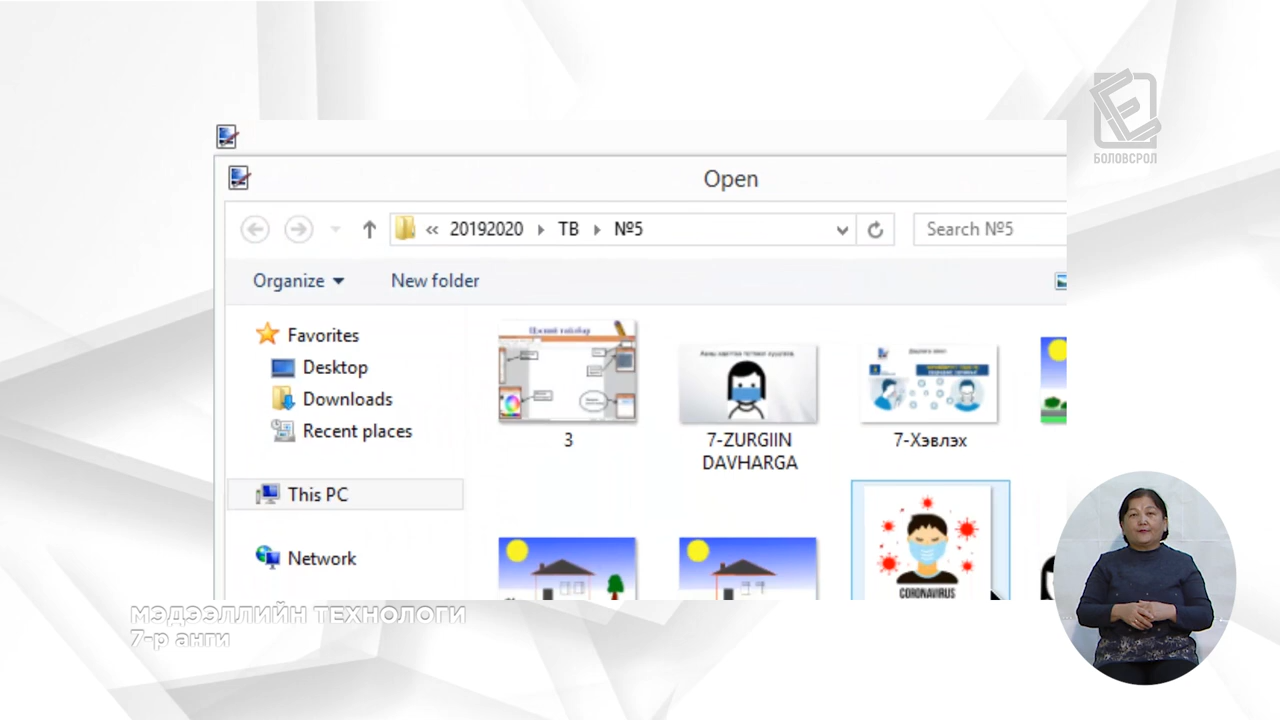 БОЛОВСРОЛ
Open
« 20192020 ТВ №5
Search №5
Organize
New folder
Favorites
Desktop
Downloads
Recent places
This PC
Network
3
7-ZURGIIN
DAVHARGA
7-Хэвлэх
CORONAVIRUS
МЭДЭЭЛЛИЙН ТЕХНОЛОГИ
7-р анги